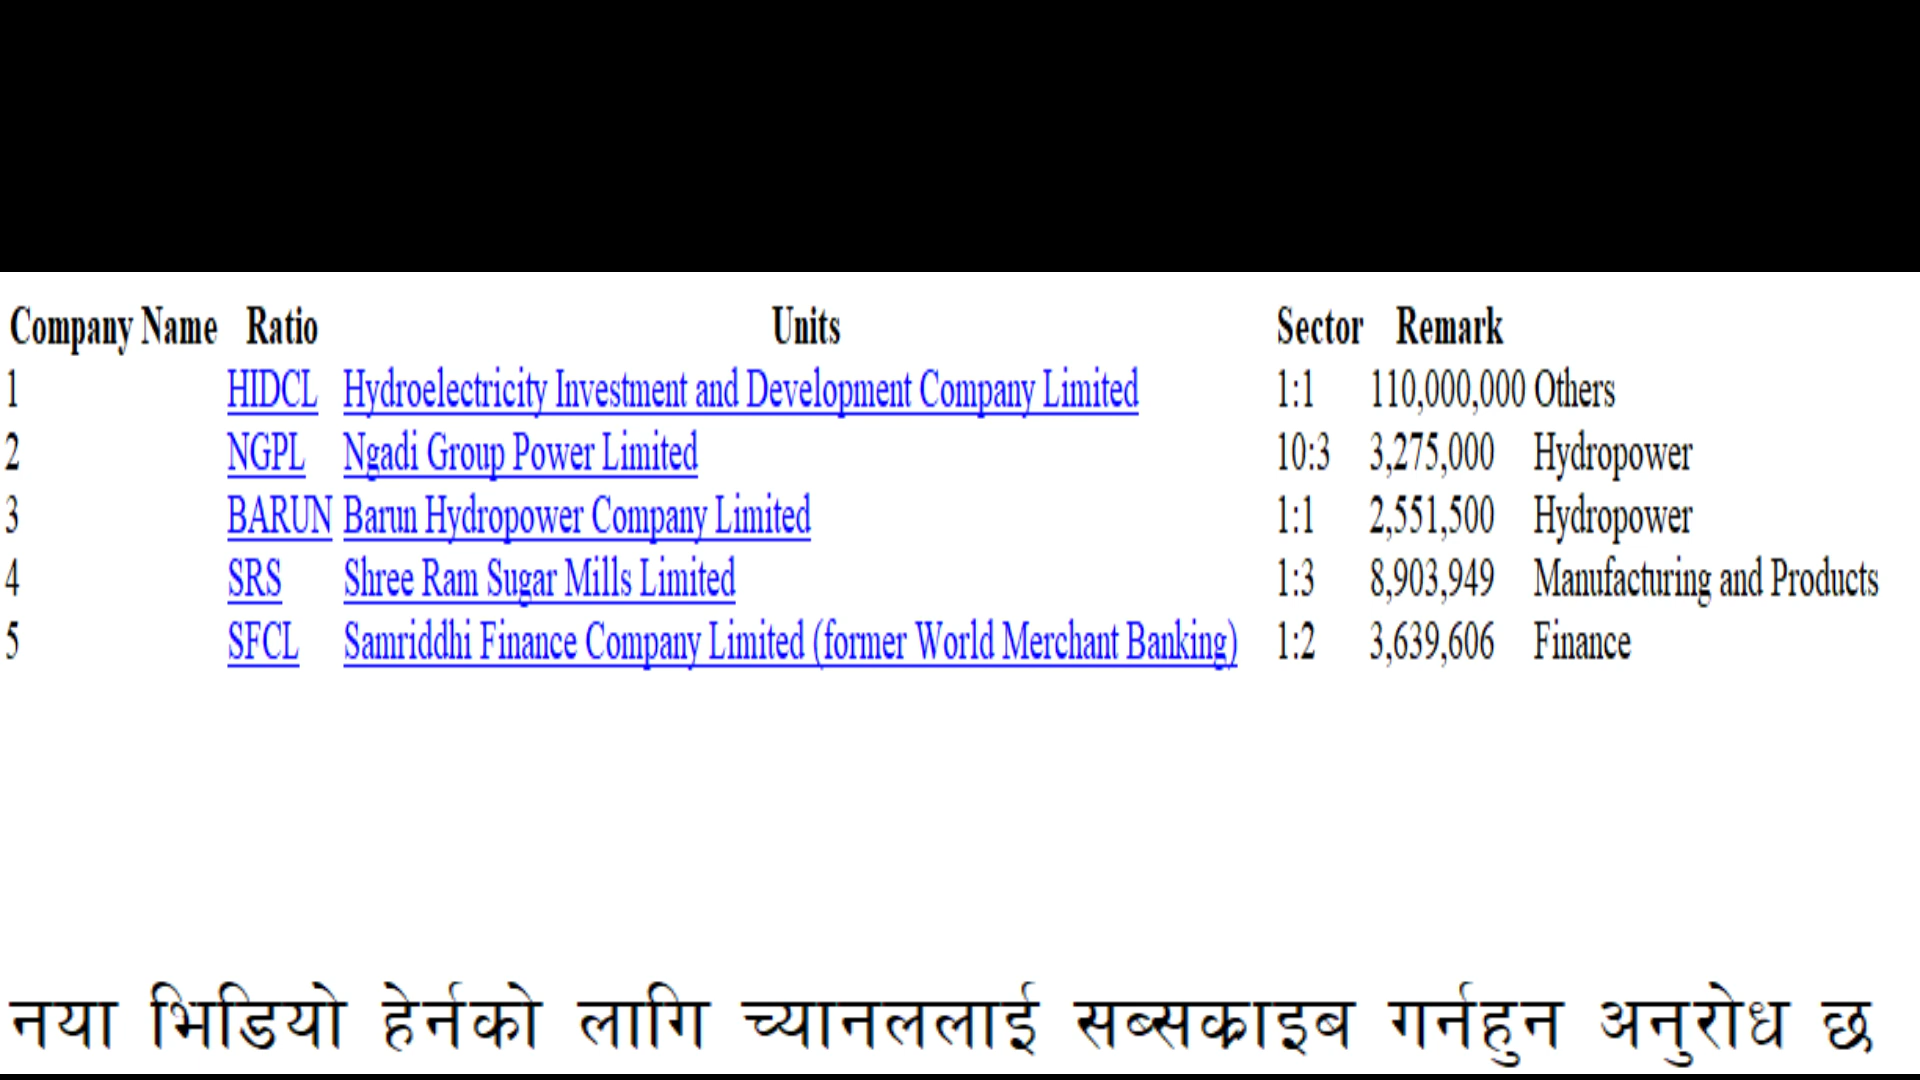 Company Name Ratio Units Sector Remark
1 HIDCL Hydroelectricity Investment and Development Company Limited 1:1 110,000,000 Others
2 NGPL Ngadi Group Power Limited 10:3 3,275,000 Hydropower
3 BARUN Barun Hydropower Company Limited 1:1 2,551,500 Hydropower
4 SRS Shree Ram Sugar Mills Limited 1:3 8,903,949 Manufacturing and Products
5 SFCL Samriddhi Finance Company Limited (former World Merchant Banking) 1:2 3,639,606 Finance
नया भिडियो हेर्नको लागि च्यानललाई सब्सक्राइब गर्नहुन अनुरोध छ